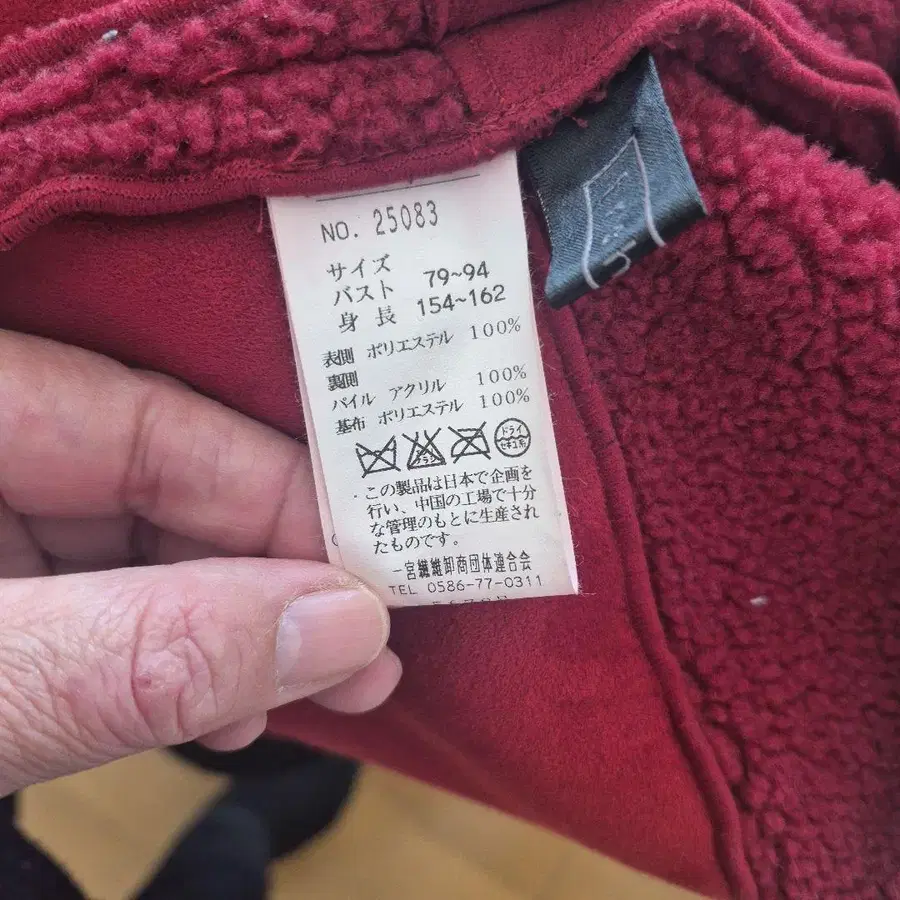 NO. 25083
サイズ
バスト 79~94
身長 154~162
表側 ポリエステル 100%
裏側
パイル アクリル 100%
基布 ポリエステル 100%
ドライ
セキユ系
この製品は日本で企画を
行い、中国の工場で十分
な管理のもとに生産され
たものです。
一宮繊維卸商団体連合会
TEL 0586-77-0311